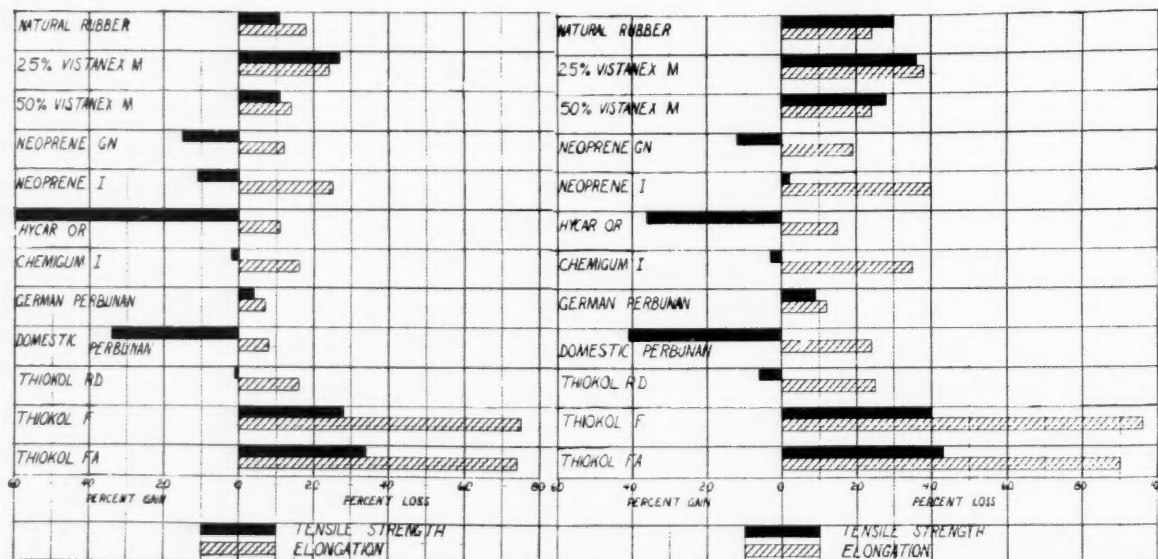 NATURAL RUBBER
25% VISTANEX M
50% VISTANEX M
NEOPRENE GN
NEOPRENE I
HYCAR OR
CHEMIGUM I
GERMAN PERBUNAN
DOMESTIC
PERBUNAN
THIOKOL RD
THIOKOL F
THIOKOL FA
60 40 20 0 20 40 60 80
PERCENT GAIN PERCENT LOSS
TENSILE STRENGTH
ELONGATION
NATURAL RUBBER
25% VISTANEX M
50% VISTANEX M
NEOPRENE GN
NEOPRENE I
HYCAR OR
CHEMIGUM I
GERMAN PERBUNAN
DOMESTIC PERBUNAN
THIOKOL RD
THIOKOL F
THIOKOL FA
60 40 20 0 20 40 60 80
PERCENT GAIN PERCENT LOSS
TENSILE STRENGTH
ELONGATION